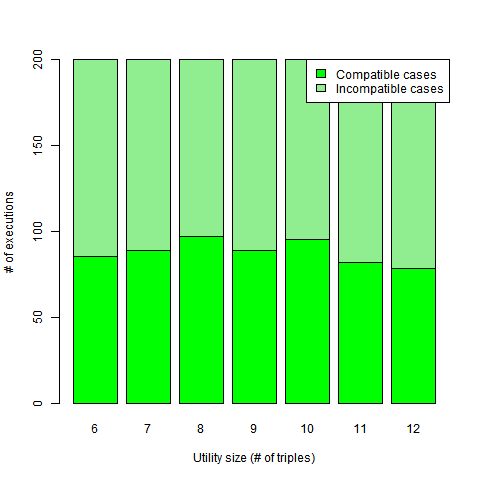 Compatible cases
Incompatible cases
# of executions
200
150
100
50
0
6 7 8 9 10 11 12
Utility size (# of triples)